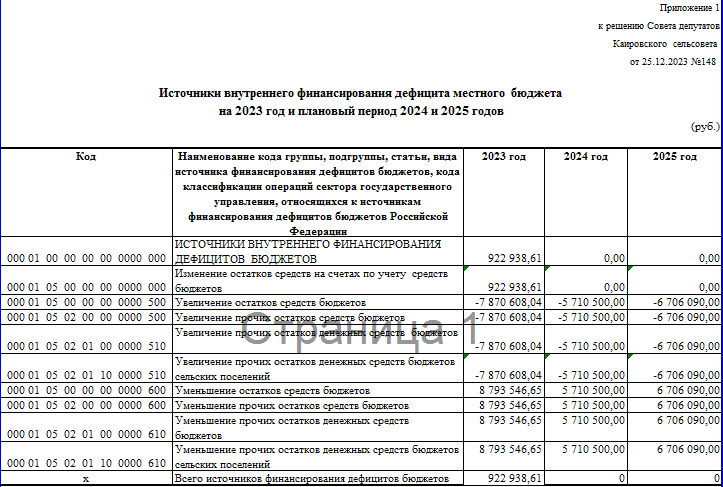 Приложение 1
к решению Совета депутатов
Каировского сельсовета
от 25.12.2023 №148
Источники внутреннего финансирования дефицита местного бюджета
на 2023 год и плановый период 2024 и 2025 годов
(руб.)
Код Наименование кода группы, подгруппы, статьи, вида 2023 год 2024 год 2025 год
источника финансирования дефицитов бюджетов, кода
классификации операций сектора государственного
управления, относящихся к источникам
финансирования дефицитов бюджетов Российской
Федерации
ИСТОЧНИКИ ВНУТРЕННЕГО ФИНАНСИРОВАНИЯ
000 01 00 00 00 00 0000 000 ДЕФИЦИТОВ БЮДЖЕТОВ 922 938,61 0,00 0,00
Изменение остатков средств на счетах по учету средств
000 01 05 00 00 00 0000 000 бюджетов 922 938,61 0,00 0,00
000 01 05 00 00 00 0000 500 Увеличение остатков средств бюджетов -7 870 608,04 -5 710 500,00 -6 706 090,00
000 01 05 02 00 00 0000 500 Увеличение прочих остатков средств бюджетов -7 870 608,04 -5 710 500,00 -6 706 090,00
Страница 1
Увеличение прочих остатков денежных средств бюджетов
000 01 05 02 01 00 0000 510 -7 870 608,04 -5 710 500,00 -6 706 090,00
Увеличение прочих остатков денежных средств бюджетов
000 01 05 02 01 10 0000 510 сельских поселений -7 870 608,04 -5 710 500,00 -6 706 090,00
000 01 05 00 00 00 0000 600 Уменьшение остатков средств бюджетов 8 793 546,65 5 710 500,00 6 706 090,00
000 01 05 02 00 00 0000 600 Уменьшение прочих остатков средств бюджетов 8 793 546,65 5 710 500,00 6 706 090,00
Уменьшение прочих остатков денежных средств 8 793 546,65 5 710 500,00 6 706 090,00
000 01 05 02 01 00 0000 610 бюджетов
Уменьшение прочих остатков денежных средств бюджетов 8 793 546,65 5 710 500,00 6 706 090,00
000 01 05 02 01 10 0000 610 сельских поселений
х Всего источников финансирования дефицитов бюджетов 922 938,61 0 0